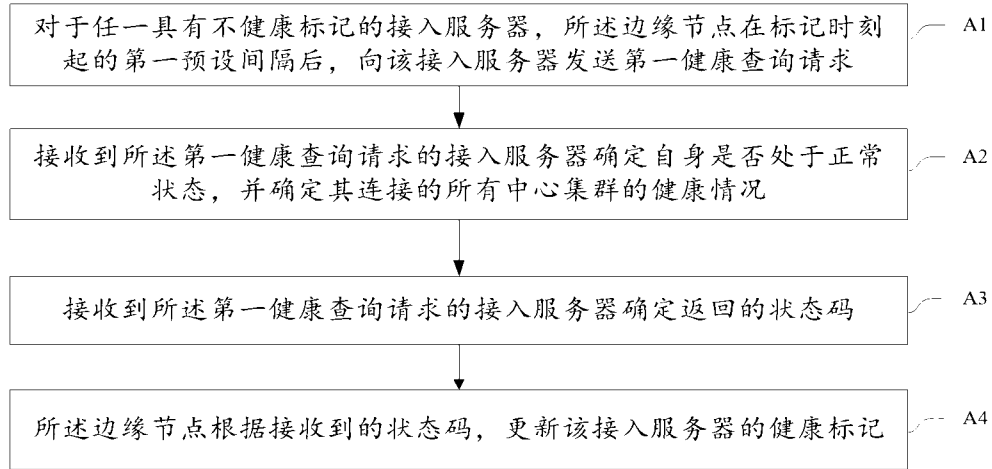 对于任一具有不健康标记的接入服务器，所述边缘节点在标记时刻
起的第一预设间隔后，向该接入服务器发送第一健康查询请求
A1
接收到所述第一健康查询请求的接入服务器确定自身是否处于正常
状态，并确定其连接的所有中心集群的健康情况
A2
接收到所述第一健康查询请求的接入服务器确定返回的状态码
A3
所述边缘节点根据接收到的状态码，更新该接入服务器的健康标记
A4